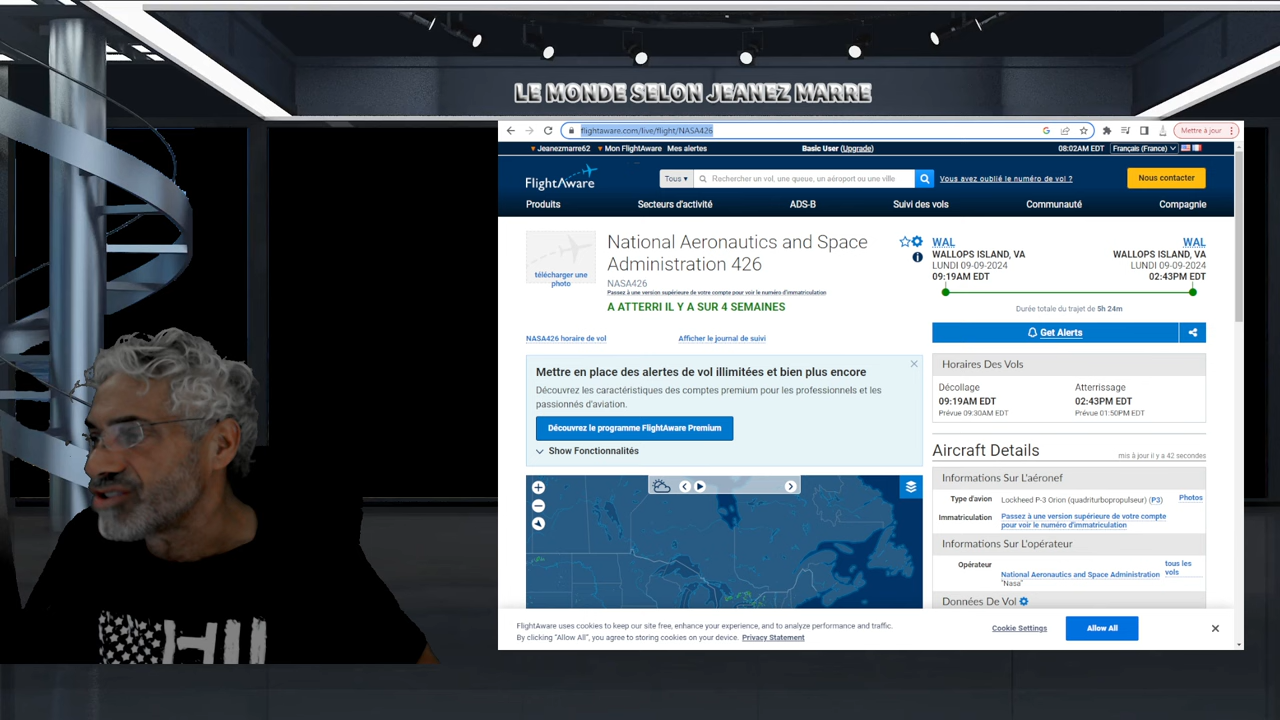 LE MONDE SELON JEANEZ MARRE
flightaware.com/live/flight/NASA426
Mettre à jour
Jeanezmarre62 Mon FlightAware Mes alertes
Basic User (Upgrade)
08:02AM EDT Français (France)
FlightAware
Tous
Rechercher un vol, une queue, un aéroport ou une ville
Vous avez oublié le numéro de vol ?
Nous contacter
Produits Secteurs d'activité ADS-B Suivi des vols Communauté Compagnie
télécharger une
photo
National Aeronautics and Space
Administration 426
NASA426
Passez à une version supérieure de votre compte pour voir le numéro d'immatriculation
A ATTERRI IL Y A SUR 4 SEMAINES
NASA426 horaire de vol
Afficher le journal de suivi
WAL WAL
WALLOPS ISLAND, VA WALLOPS ISLAND, VA
LUNDI 09-09-2024 LUNDI 09-09-2024
09:19AM EDT 02:43PM EDT
Durée totale du trajet de 5h 24m
Get Alerts
Mettre en place des alertes de vol illimitées et bien plus encore
Découvrez les caractéristiques des comptes premium pour les professionnels et les
passionnés d'aviation.
Découvrez le programme FlightAware Premium
Show Fonctionnalités
Horaires Des Vols
Décollage Atterrissage
09:19AM EDT 02:43PM EDT
Prévue 09:30AM EDT Prévue 01:50PM EDT
Aircraft Details
mis à jour il y a 42 secondes
Informations Sur L'aéronef
Type d'avion Lockheed P-3 Orion (quadriturbopropulseur) (P3) Photos
Immatriculation Passez à une version supérieure de votre compte
pour voir le numéro d'immatriculation
Informations Sur L'opérateur
Opérateur National Aeronautics and Space Administration
"Nasa"
tous les
vols
Données De Vol
FlightAware uses cookies to keep our site free, enhance your experience, and to analyze performance and traffic.
By clicking "Allow All", you agree to storing cookies on your device. Privacy Statement
Cookie Settings
Allow All